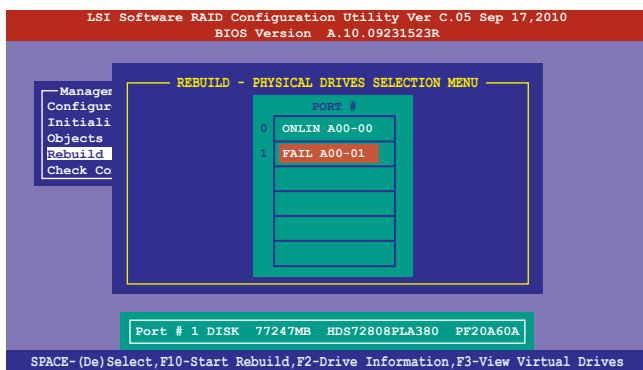 LSI Software RAID Configuration Utility Ver C.05 Sep 17,2010
BIOS Version A.10.09231523R
REBUILD - PHYSICAL DRIVES SELECTION MENU
Managem
Configur
Initiali
Objects
Rebuild
Check Co
PORT #
0 ONLIN A00-00
1 FAIL A00-01
Port # 1 DISK 77247MB HDS72808PLA380 PF20A60A
SPACE-(De)Select,F10-Start Rebuild,F2-Drive Information,F3-View Virtual Drives